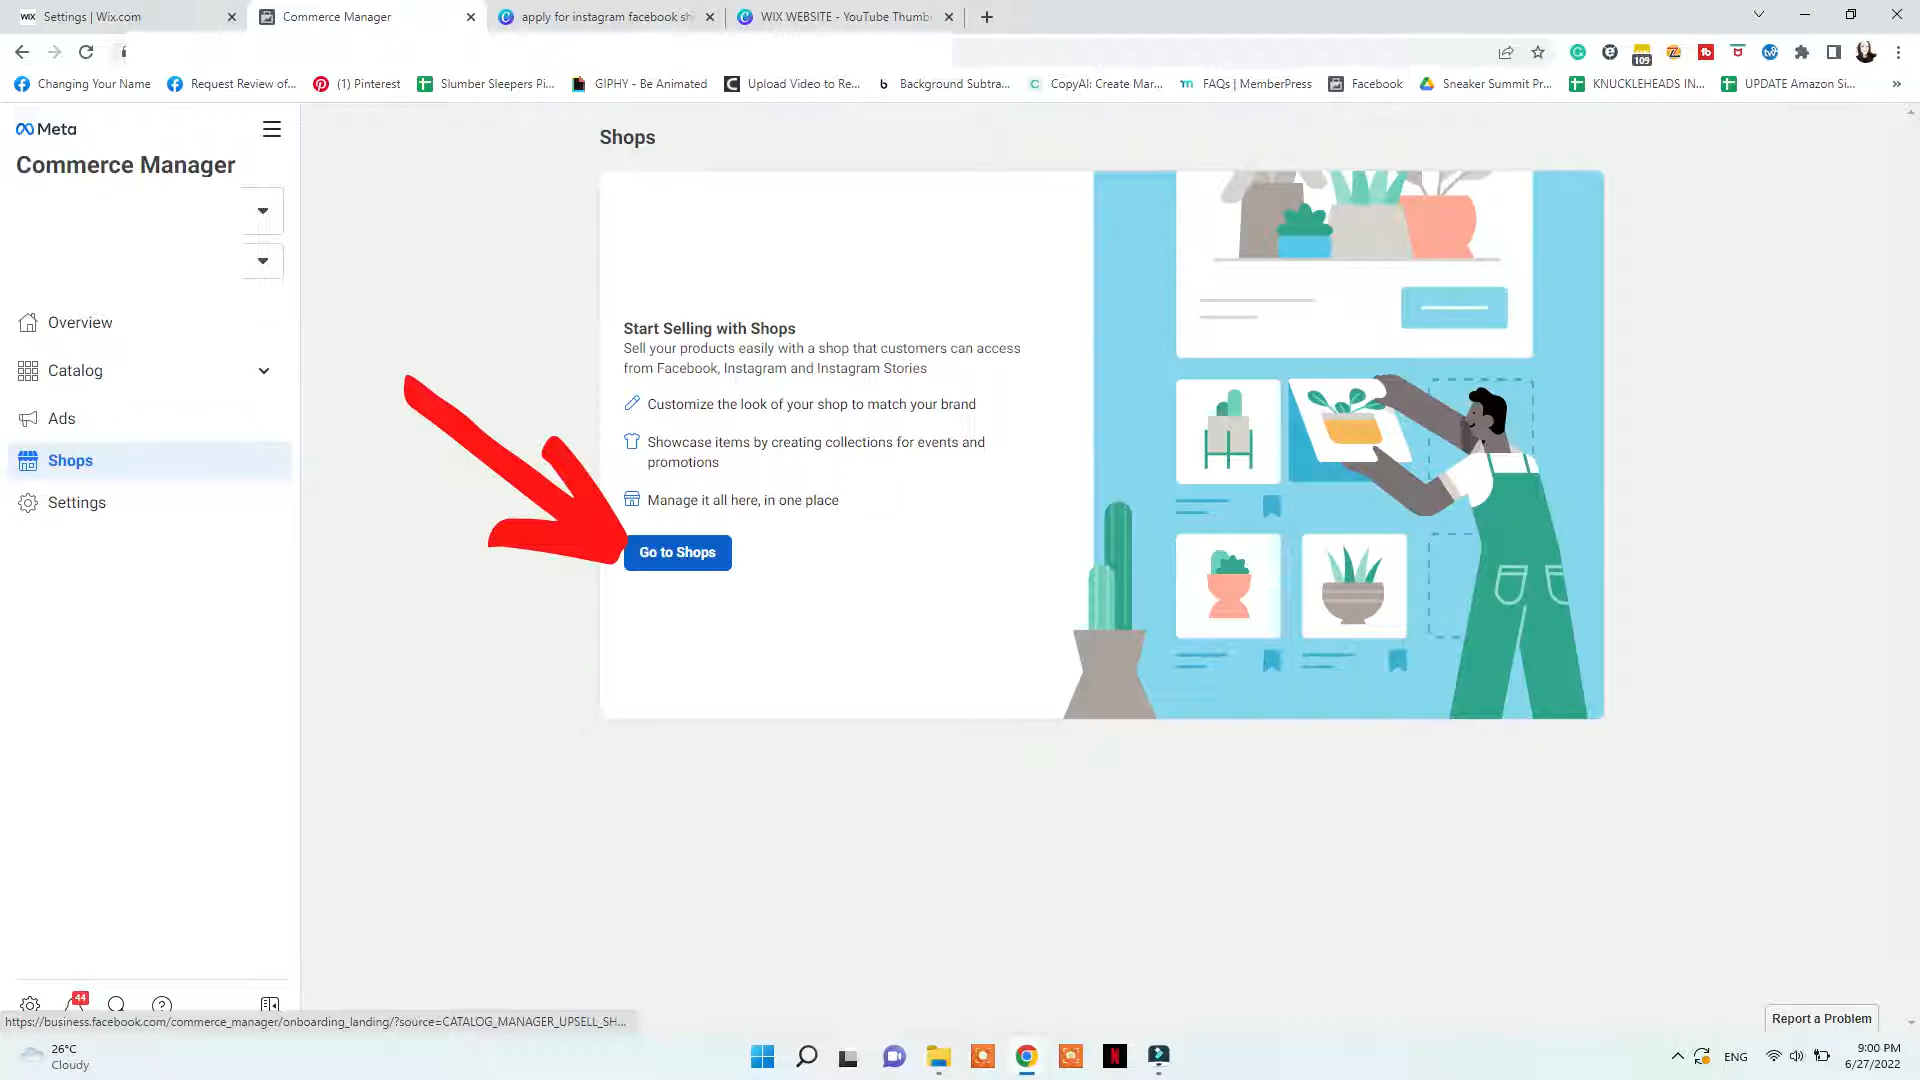 WIX Settings | Wix.com
Commerce Manager
apply for instagram facebook sh
WIX WEBSITE - YouTube Thumb
109
Changing Your Name
Request Review of...
(1) Pinterest
Slumber Sleepers Pi...
GIPHY - Be Animated
Upload Video to Re...
Background Subtra...
CopyAI: Create Mar...
FAQs | MemberPress
Facebook
Sneaker Summit Pr...
KNUCKLEHEADS IN...
UPDATE Amazon Si...
Meta
Commerce Manager
Overview
Catalog
Ads
Shops
Settings
Shops
Start Selling with Shops
Sell your products easily with a shop that customers can access
from Facebook, Instagram and Instagram Stories
Customize the look of your shop to match your brand
Showcase items by creating collections for events and
promotions
Manage it all here, in one place
Go to Shops
44
https://business.facebook.com/commerce_manager/onboarding_landing/?source=CATALOG_MANAGER_UPSELL_SH...
Report a Problem
26°C
Cloudy
ENG
9:00 PM
6/27/2022